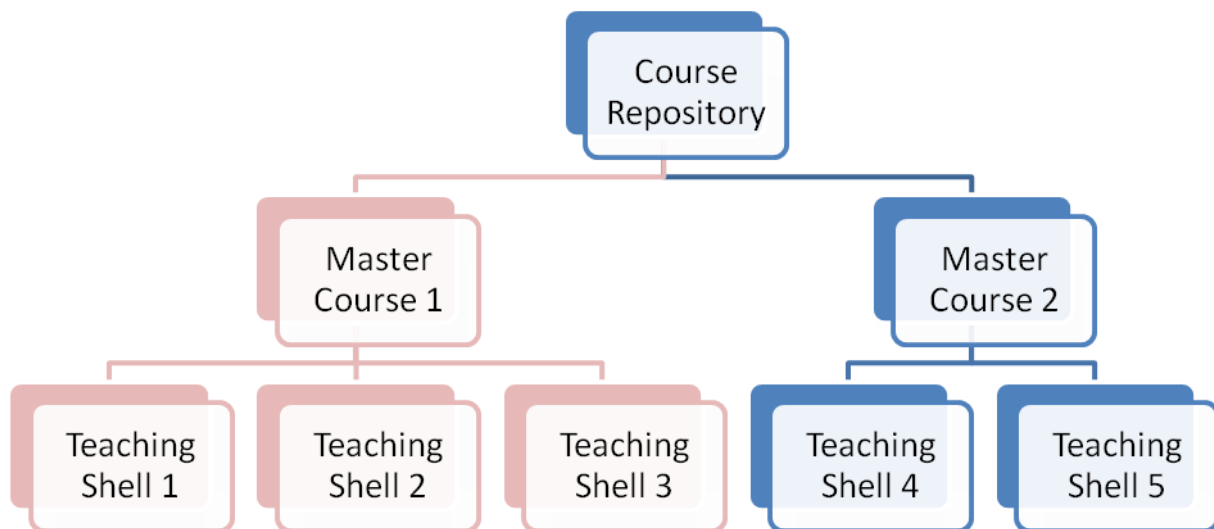 Course
Repository
Master
Course 1
Master
Course 2
Teaching
Shell 1
Teaching
Shell 2
Teaching
Shell 3
Teaching
Shell 4
Teaching
Shell 5